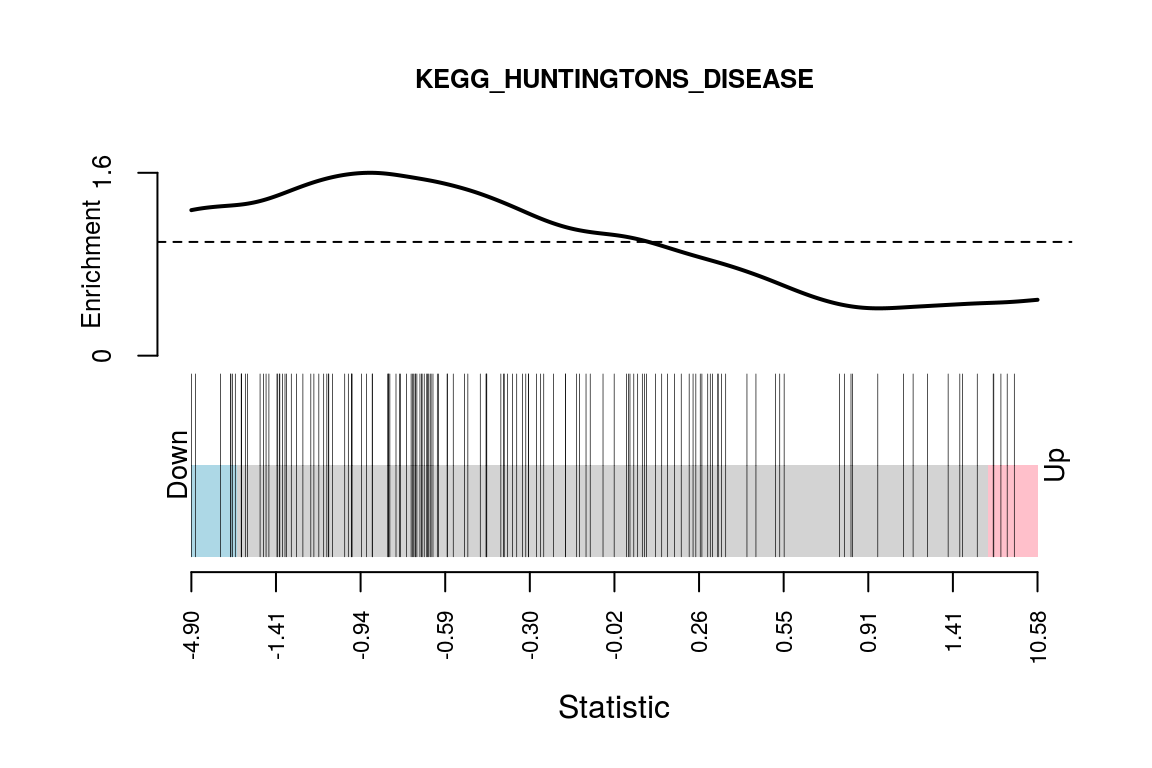 KEGG_HUNTINGTONS_DISEASE
1.6
Enrichment
0
Down
Up
-4.90
-1.41
-0.94
-0.59
-0.30
-0.02
0.26
0.55
0.91
1.41
10.58
Statistic